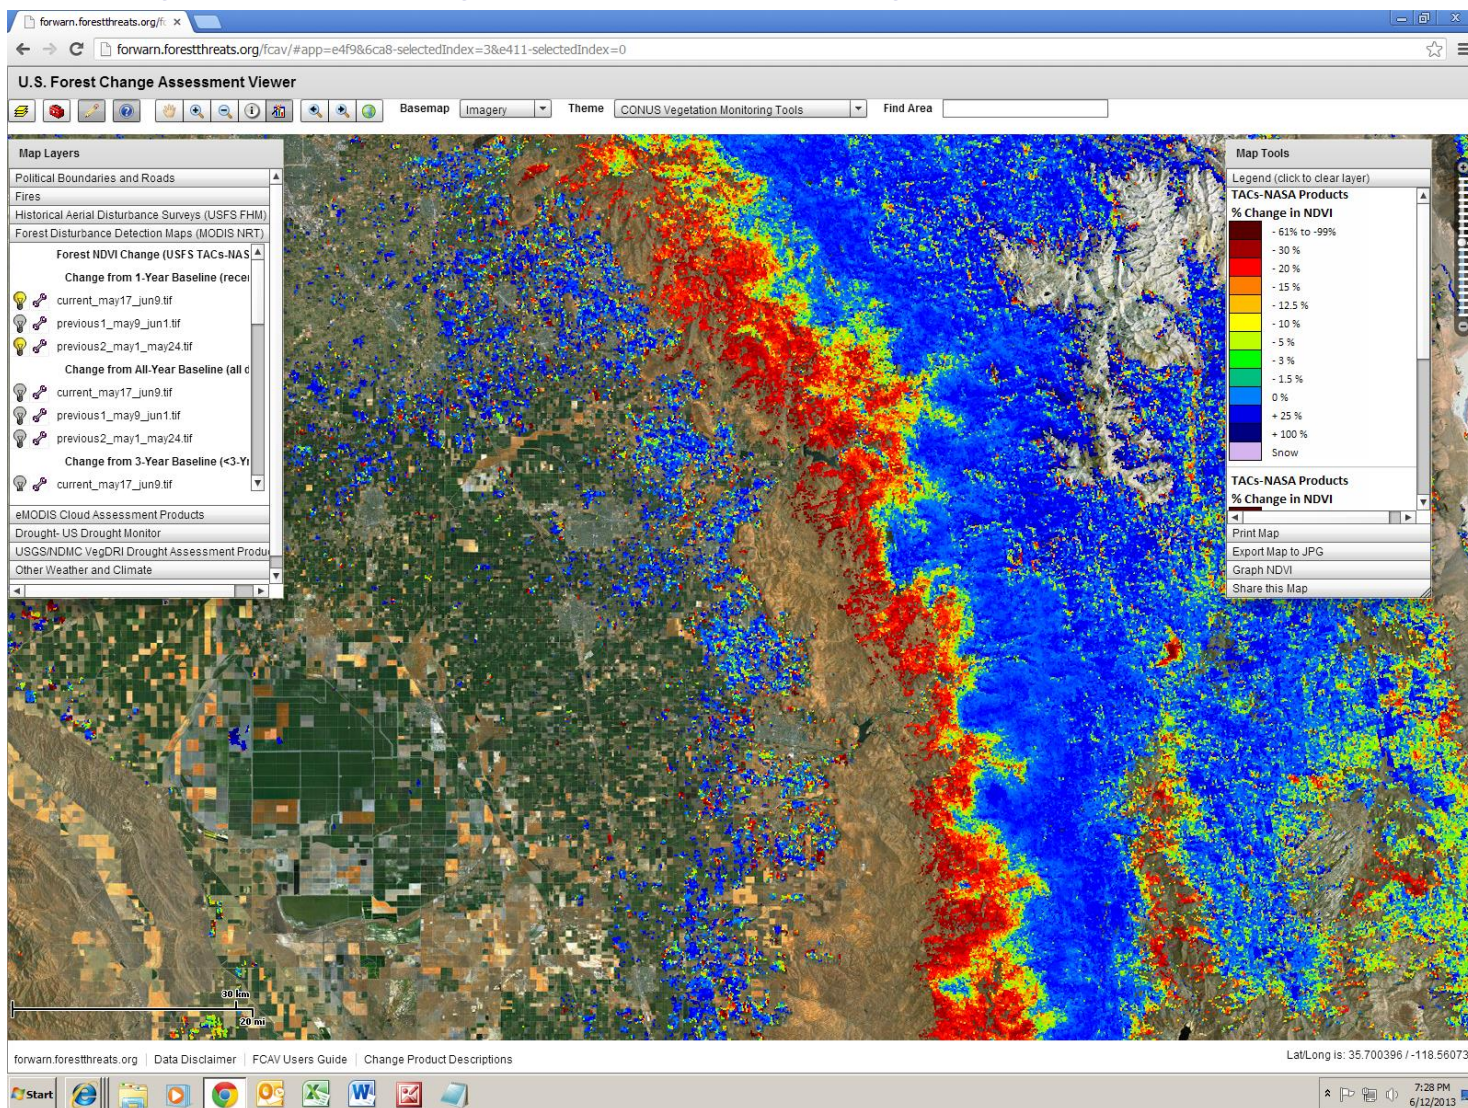 forwarn.forestthreats.org/fc
forwarn.forestthreats.org/fcav/#app=e4f9&6ca8-selectedIndex=3&e411-selectedIndex=0
U.S. Forest Change Assessment Viewer
Basemap Imagery Theme CONUS Vegetation Monitoring Tools Find Area
Map Layers
Political Boundaries and Roads
Fires
Historical Aerial Disturbance Surveys (USFS FHM)
Forest Disturbance Detection Maps (MODIS NRT)
Forest NDVI Change (USFS TACs-NAS
Change from 1-Year Baseline (recen
current_may17_jun9.tif
previous1_may9_jun1.tif
previous2_may1_may24.tif
Change from All-Year Baseline (all d
current_may17_jun9.tif
previous1_may9_jun1.tif
previous2_may1_may24.tif
Change from 3-Year Baseline (<3-Yr
current_may17_jun9.tif
eMODIS Cloud Assessment Products
Drought- US Drought Monitor
USGS/NDMC VegDRI Drought Assessment Produ
Other Weather and Climate
Map Tools
Legend (click to clear layer)
TACs-NASA Products
% Change in NDVI
- 61% to -99%
- 30 %
- 20 %
- 15 %
- 12.5 %
- 10 %
- 5 %
- 3 %
- 1.5 %
0 %
+ 25 %
+ 100 %
Snow
TACs-NASA Products
% Change in NDVI
Print Map
Export Map to JPG
Graph NDVI
Share this Map
30 km
20 mi
forwarn.forestthreats.org | Data Disclaimer | FCAV Users Guide | Change Product Descriptions
Lat/Long is: 35.700396 / -118.56073
Start
7:28 PM
6/12/2013